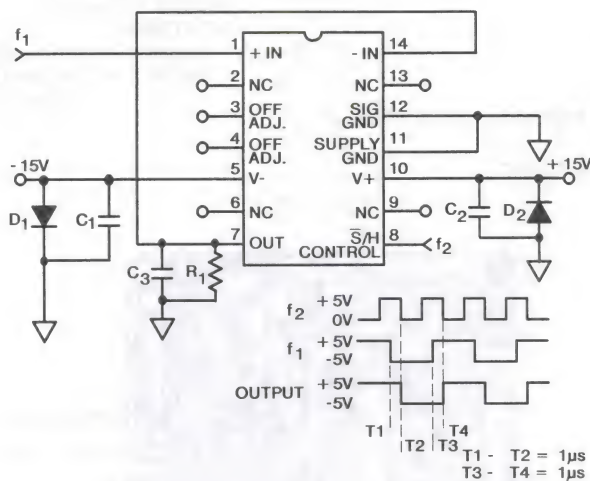 f1
1 + IN - IN 14
2 NC NC 13
3 OFF ADJ. SIG GND 12
4 OFF ADJ. SUPPLY GND 11
- 15V 5 V- V+ 10 + 15V
6 NC NC 9
7 OUT S̅/H CONTROL 8 f2
D1 C1 C2 D2
C3 R1
f2 + 5V
0V
f1 + 5V
-5V
OUTPUT + 5V
-5V
T1 T2 T3 T4
T1 - T2 = 1µs
T3 - T4 = 1µs